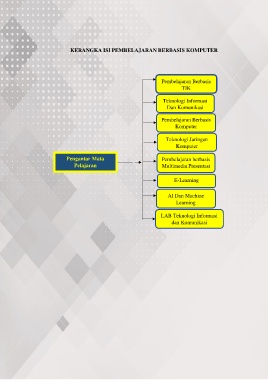 KERANGKA ISI PEMBELAJARAN BERBASIS KOMPUTER
Pengantar Mata
Pelajaran
Pembelajaran Berbasis
TIK
Teknologi Informasi
Dan Komunikasi
Pembelajaran Berbasis
Komputer
Teknologi Jaringan
Komputer
Pembelajaran berbasis
Multimedia Presentasi
E-Learning
AI Dan Machine
Learning
LAB Teknologi Informasi
dan Komunikasi